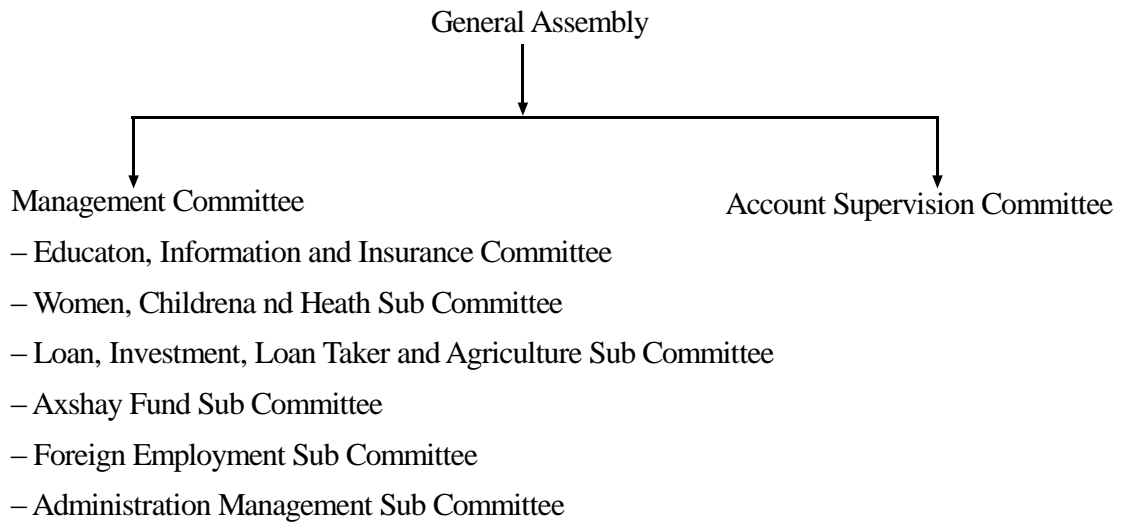 General Assembly
Management Committee
Account Supervision Committee
– Educaton, Information and Insurance Committee
– Women, Childrena nd Heath Sub Committee
– Loan, Investment, Loan Taker and Agriculture Sub Committee
– Axshay Fund Sub Committee
– Foreign Employment Sub Committee
– Administration Management Sub Committee